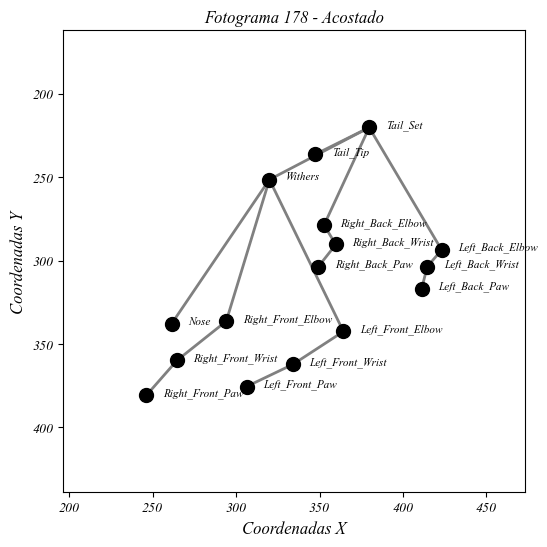 Fotograma 178 - Acostado
Coordenadas Y
200
250
300
350
400
Tail_Set
Tail_Tip
Withers
Right_Back_Elbow
Right_Back_Wrist
Left_Back_Elbow
Right_Back_Paw
Left_Back_Wrist
Left_Back_Paw
Nose
Right_Front_Elbow
Left_Front_Elbow
Right_Front_Wrist
Left_Front_Wrist
Right_Front_Paw
Left_Front_Paw
200 250 300 350 400 450
Coordenadas X